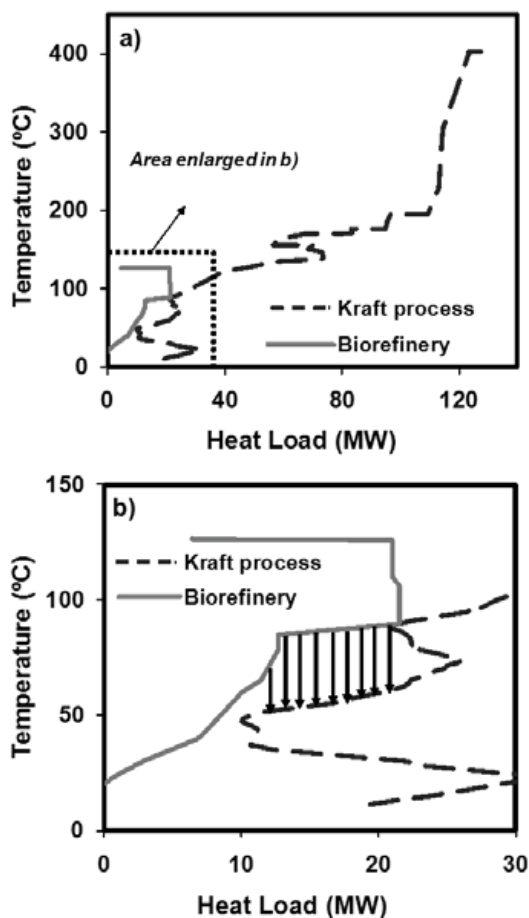 a)
400
300
200
100
0
Temperature (ºC)
Area enlarged in b)
Kraft process
Biorefinery
0 40 80 120
Heat Load (MW)
b)
150
100
50
0
Temperature (ºC)
Kraft process
Biorefinery
0 10 20 30
Heat Load (MW)